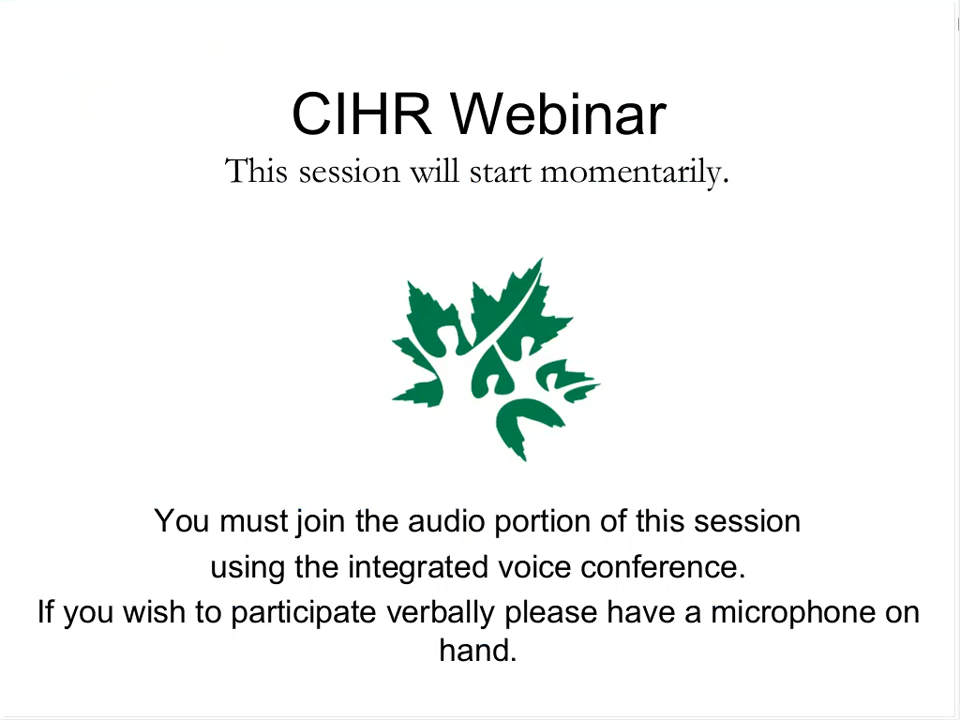 CIHR Webinar
This session will start momentarily.
You must join the audio portion of this session
using the integrated voice conference.
If you wish to participate verbally please have a microphone on
hand.